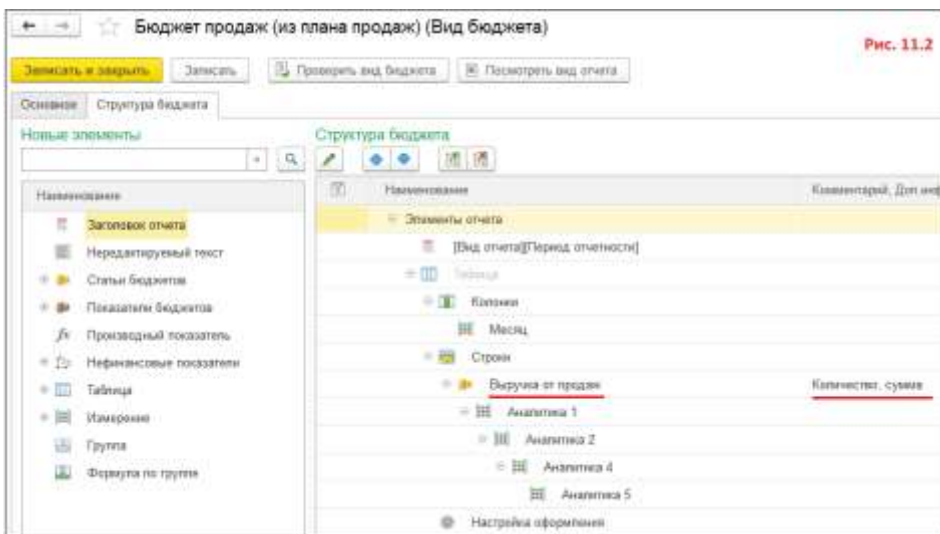 Бюджет продаж (из плана продаж) (Вид бюджета)
Рис. 11.2
Записать и закрыть
Записать
Проверить вид бюджета
Посмотреть вид отчета
Основное
Структура бюджета
Новые элементы
Структура бюджета
Наименование
Заголовок отчета
Нередактируемый текст
Статьи бюджетов
Показатели бюджетов
Производный показатель
Нефинансовые показатели
Таблица
Измерение
Группа
Формула по группе
Наименование
Комментарий, Доп инф
Элементы отчета
[Вид отчета][Период отчетности]
Таблица
Колонки
Месяц
Строки
Выручка от продаж
Количество, сумма
Аналитика 1
Аналитика 2
Аналитика 4
Аналитика 5
Настройка оформления